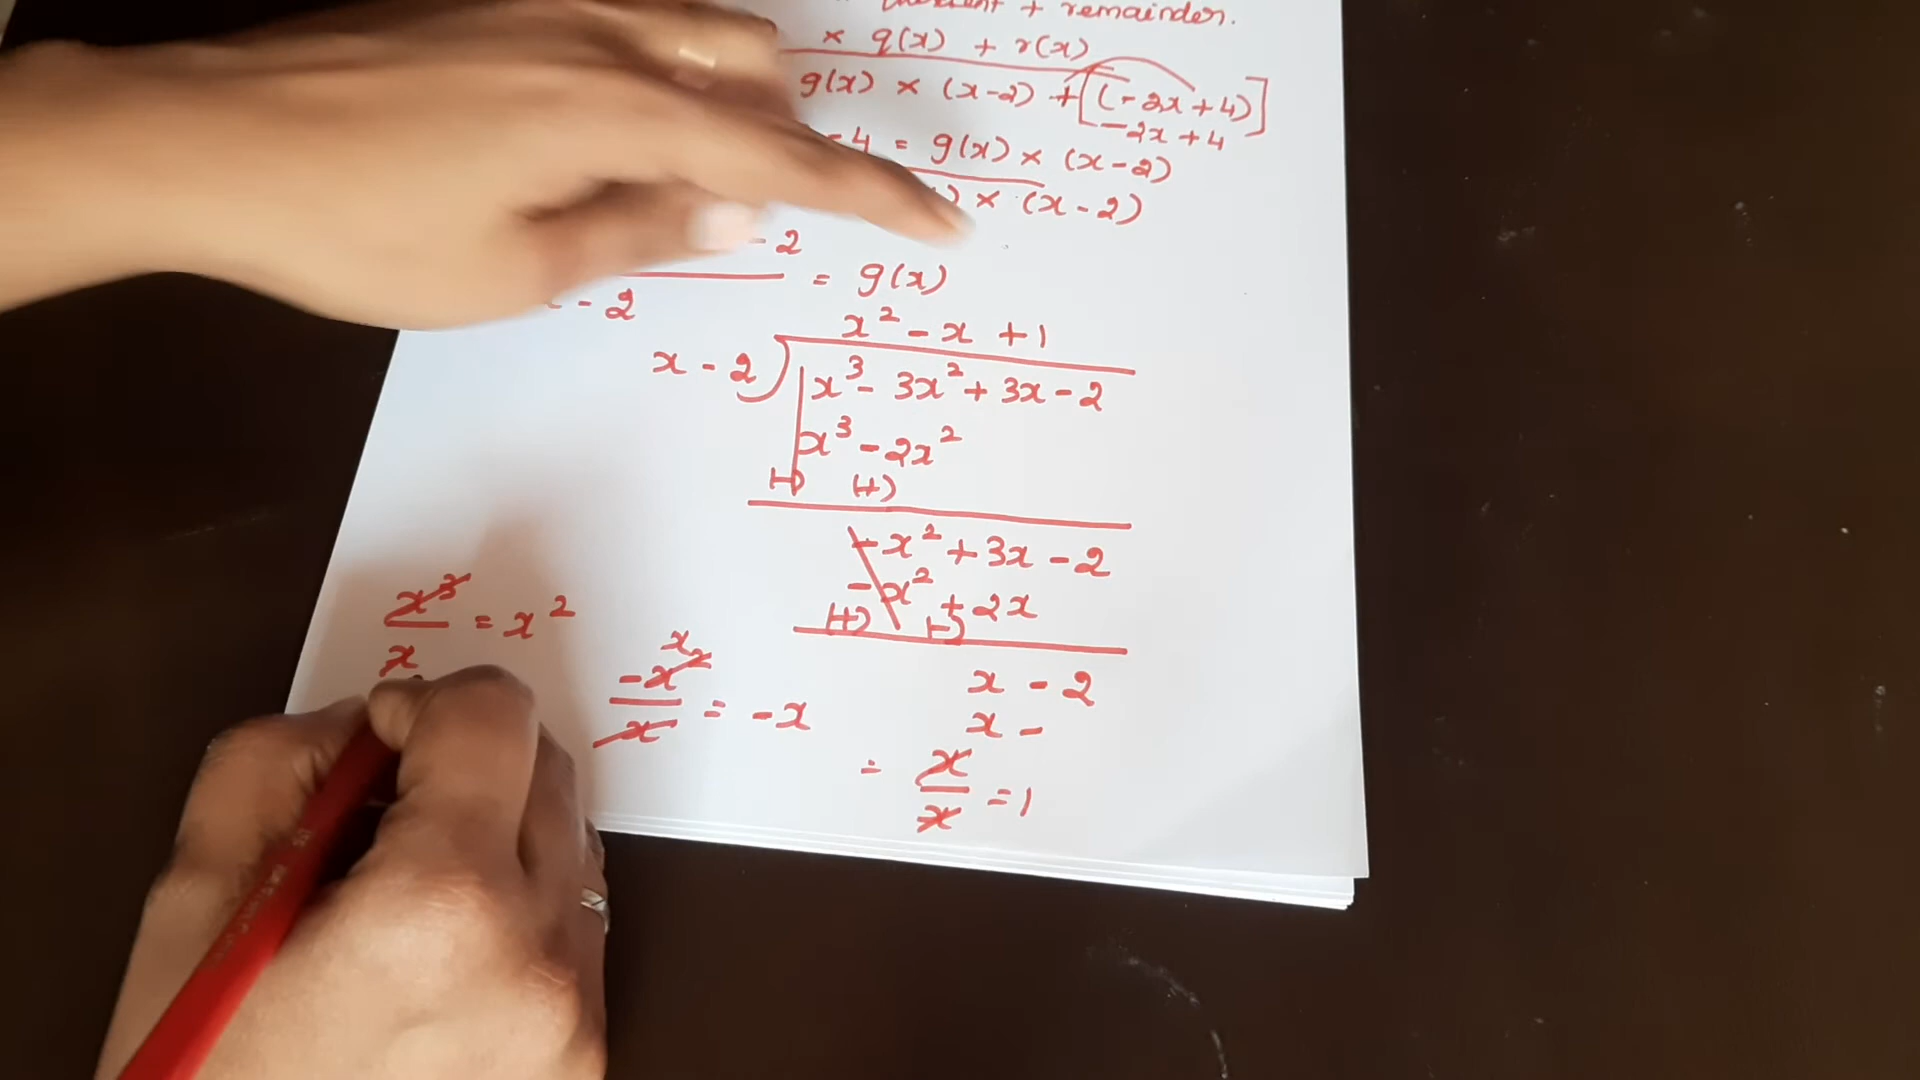 + remainder.
× q(x) + r(x)
g(x) × (x-2) + [(-2x+4)]
-2x+4
-4 = g(x) × (x-2)
) × (x-2)
-2
= g(x)
- 2
x² - x + 1
x - 2 ) x³ - 3x² + 3x - 2
x³ - 2x²
(-) (+)
-x² + 3x - 2
-x² + 2x
(+) (-)
x - 2
x -
x³
= x²
x
x
-x²
= -x
x
= x
= 1
x